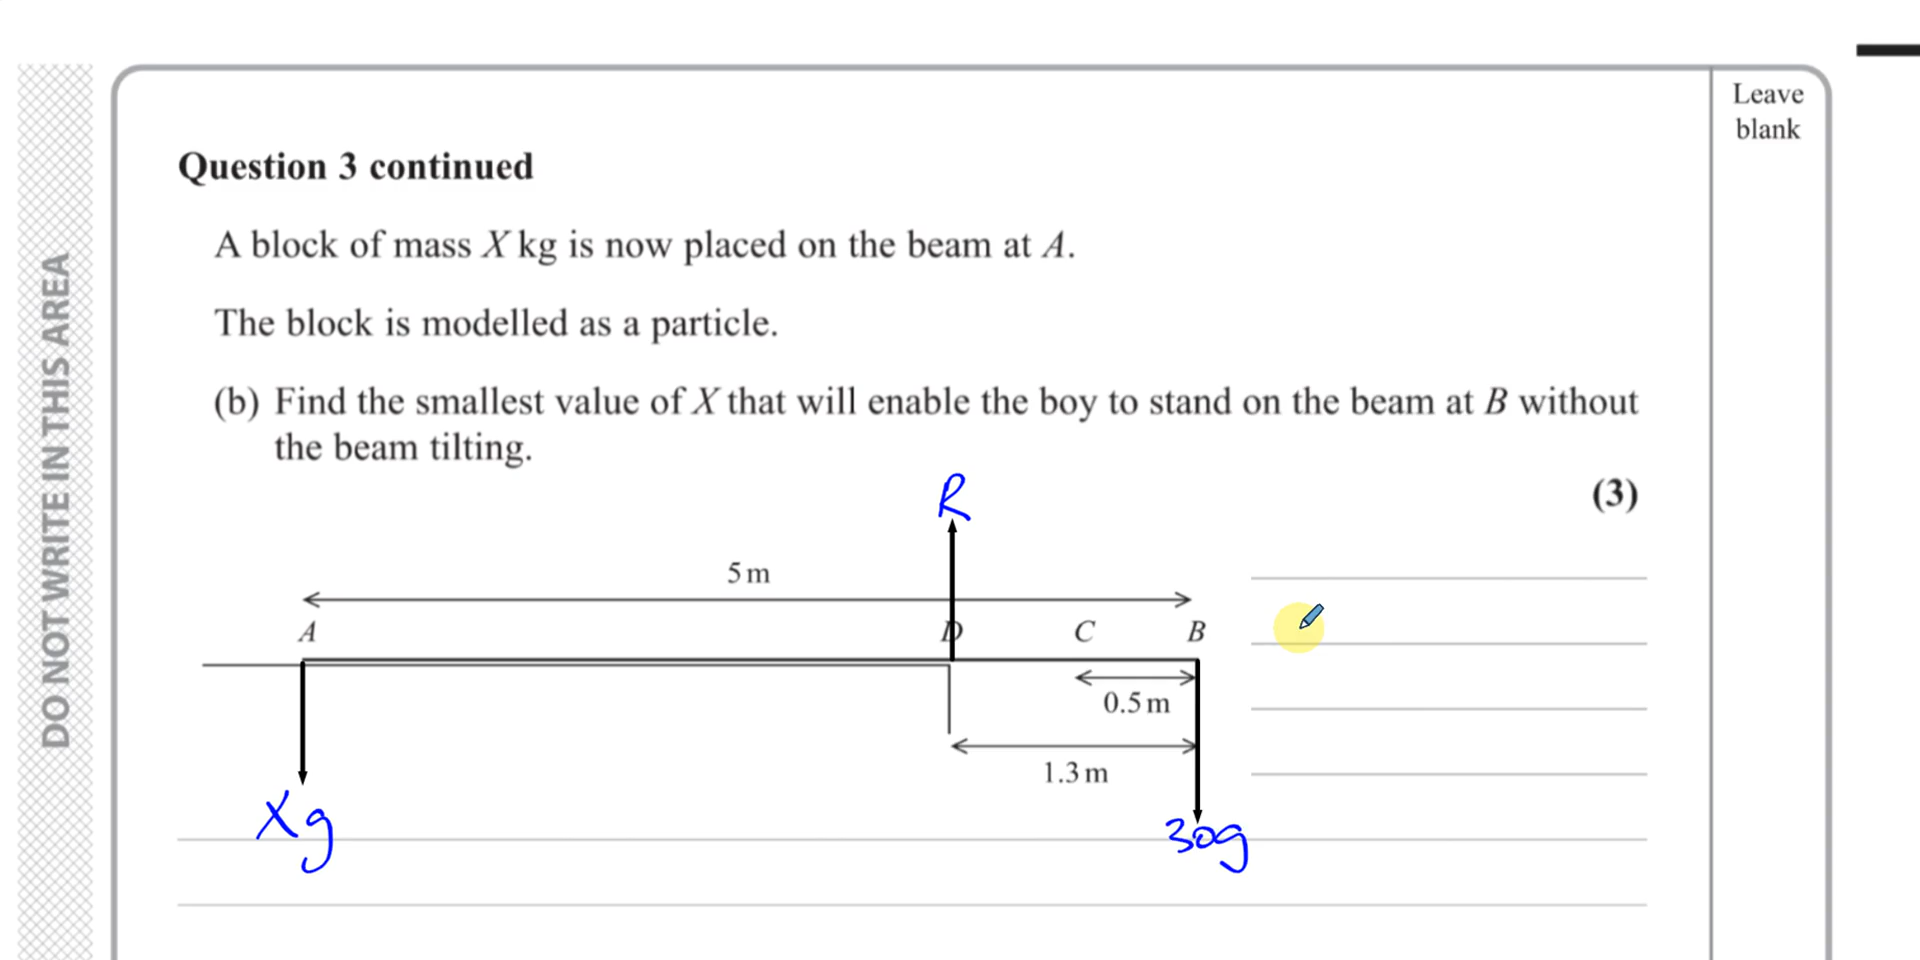 Leave
blank
DO NOT WRITE IN THIS AREA
Question 3 continued
A block of mass X kg is now placed on the beam at A.
The block is modelled as a particle.
(b) Find the smallest value of X that will enable the boy to stand on the beam at B without
the beam tilting.
(3)
R
5 m
A D C B
0.5 m
1.3 m
Xg 30g